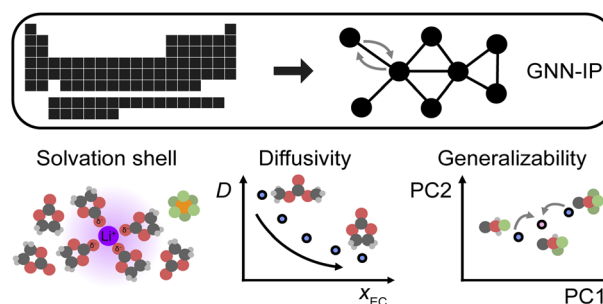 GNN-IP
Solvation shell
Diffusivity
Generalizability
δ⁻
Li⁺
δ⁻
δ⁻
δ⁻
D
x_EC
PC2
PC1